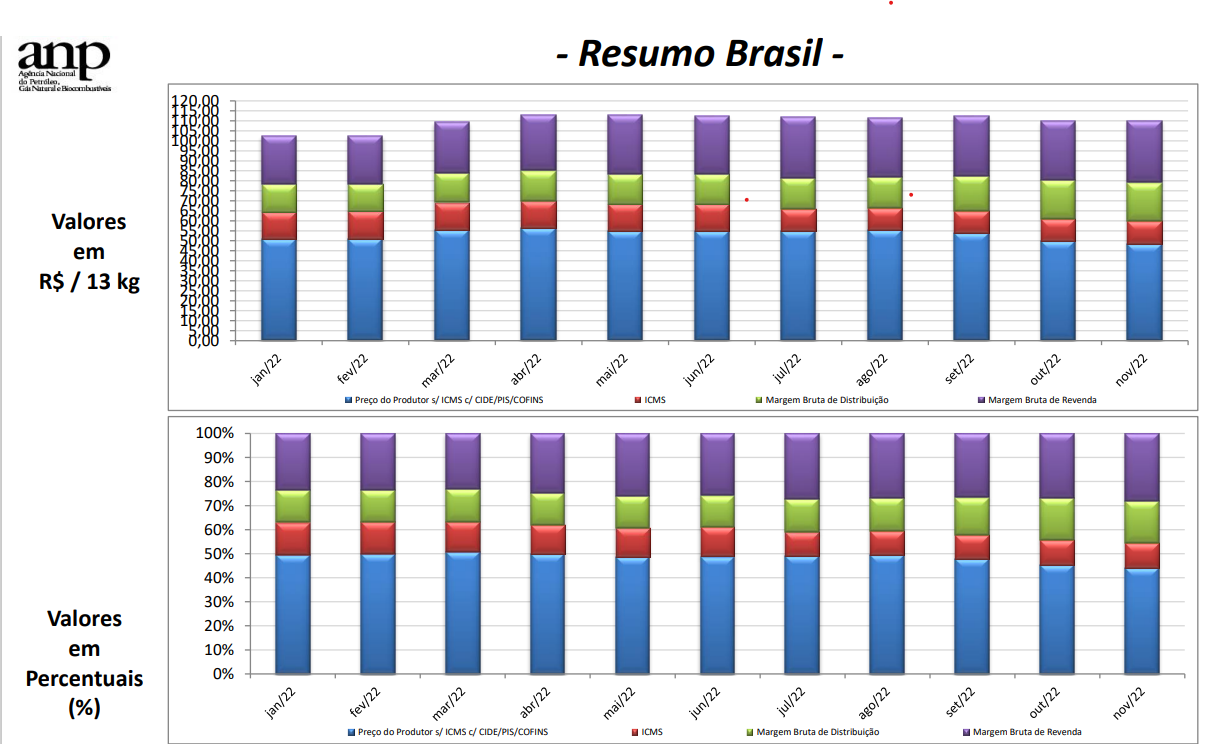 - Resumo Brasil -
anp
Agência Nacional
do Petróleo,
Gás Natural e Biocombustíveis
Valores
em
R$ / 13 kg
120,00
115,00
110,00
105,00
100,00
95,00
90,00
85,00
80,00
75,00
70,00
65,00
60,00
55,00
50,00
45,00
40,00
35,00
30,00
25,00
20,00
15,00
10,00
5,00
0,00
jan/22 fev/22 mar/22 abr/22 mai/22 jun/22 jul/22 ago/22 set/22 out/22 nov/22
Preço do Produtor s/ ICMS c/ CIDE/PIS/COFINS ICMS Margem Bruta de Distribuição Margem Bruta de Revenda
Valores
em
Percentuais
(%)
100%
90%
80%
70%
60%
50%
40%
30%
20%
10%
0%
jan/22 fev/22 mar/22 abr/22 mai/22 jun/22 jul/22 ago/22 set/22 out/22 nov/22
Preço do Produtor s/ ICMS c/ CIDE/PIS/COFINS ICMS Margem Bruta de Distribuição Margem Bruta de Revenda